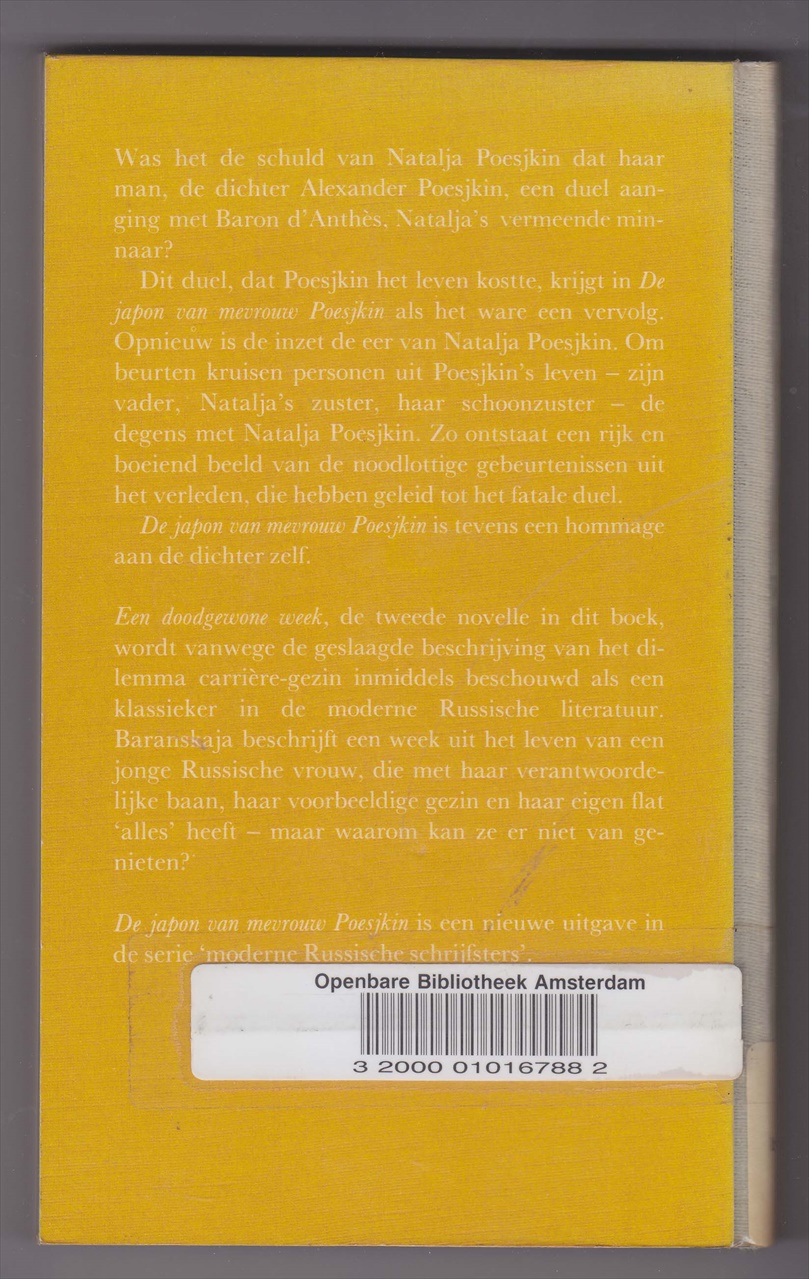 Was het de schuld van Natalja Poesjkin dat haar
man, de dichter Alexander Poesjkin, een duel aan-
ging met Baron d'Anthès, Natalja's vermeende min-
naar?
Dit duel, dat Poesjkin het leven kostte, krijgt in De
japon van mevrouw Poesjkin als het ware een vervolg.
Opnieuw is de inzet de eer van Natalja Poesjkin. Om
beurten kruisen personen uit Poesjkin's leven – zijn
vader, Natalja's zuster, haar schoonzuster – de
degens met Natalja Poesjkin. Zo ontstaat een rijk en
boeiend beeld van de noodlottige gebeurtenissen uit
het verleden, die hebben geleid tot het fatale duel.
De japon van mevrouw Poesjkin is tevens een hommage
aan de dichter zelf.
Een doodgewone week, de tweede novelle in dit boek,
wordt vanwege de geslaagde beschrijving van het di-
lemma carrière-gezin inmiddels beschouwd als een
klassieker in de moderne Russische literatuur.
Baranskaja beschrijft een week uit het leven van een
jonge Russische vrouw, die met haar verantwoorde-
lijke baan, haar voorbeeldige gezin en haar eigen flat
'alles' heeft – maar waarom kan ze er niet van ge-
nieten?
De japon van mevrouw Poesjkin is een nieuwe uitgave in
de serie 'moderne Russische schrijfsters'.
Openbare Bibliotheek Amsterdam
3 2000 01016788 2